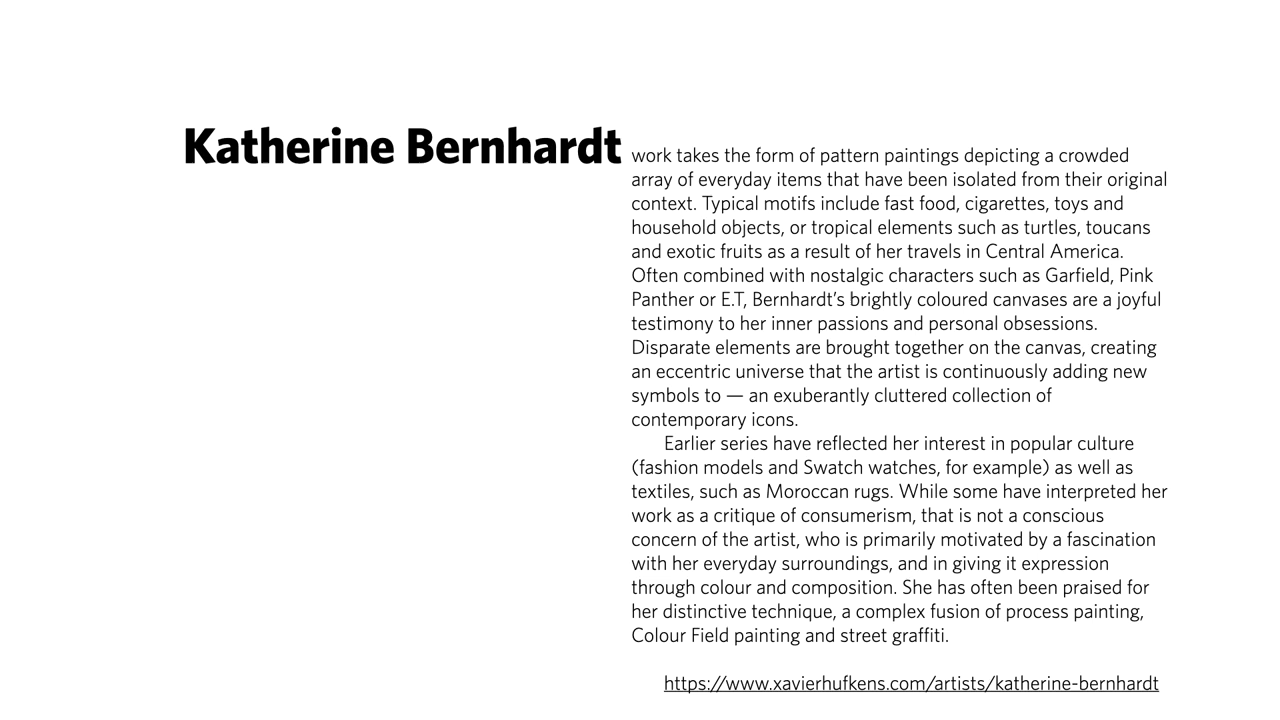 Katherine Bernhardt work takes the form of pattern paintings depicting a crowded
array of everyday items that have been isolated from their original
context. Typical motifs include fast food, cigarettes, toys and
household objects, or tropical elements such as turtles, toucans
and exotic fruits as a result of her travels in Central America.
Often combined with nostalgic characters such as Garfield, Pink
Panther or E.T, Bernhardt’s brightly coloured canvases are a joyful
testimony to her inner passions and personal obsessions.
Disparate elements are brought together on the canvas, creating
an eccentric universe that the artist is continuously adding new
symbols to — an exuberantly cluttered collection of
contemporary icons.
Earlier series have reflected her interest in popular culture
(fashion models and Swatch watches, for example) as well as
textiles, such as Moroccan rugs. While some have interpreted her
work as a critique of consumerism, that is not a conscious
concern of the artist, who is primarily motivated by a fascination
with her everyday surroundings, and in giving it expression
through colour and composition. She has often been praised for
her distinctive technique, a complex fusion of process painting,
Colour Field painting and street graffiti.
https://www.xavierhufkens.com/artists/katherine-bernhardt